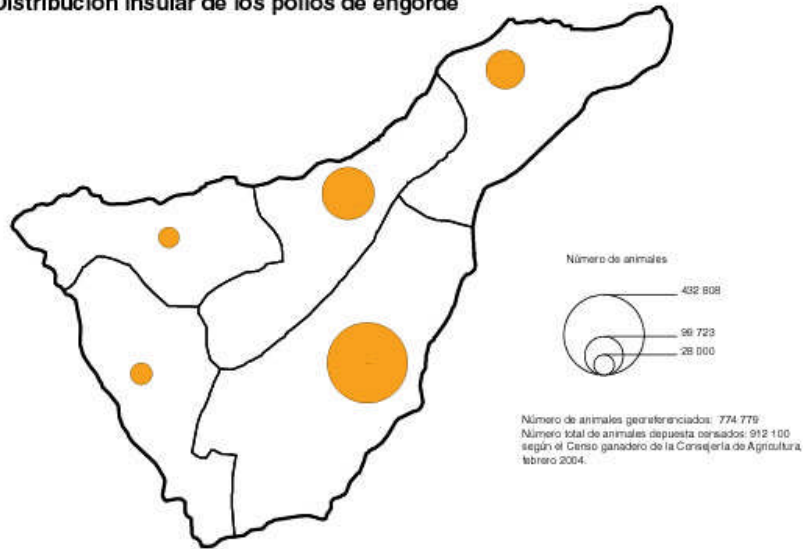 Distribución insular de los pollos de engorde
Número de animales
432 808
99 723
28 000
Número de animales georeferenciados: 774 779
Número total de animales depuesta censados: 912 100
según el Censo ganadero de la Consejería de Agricultura,
febrero 2004.